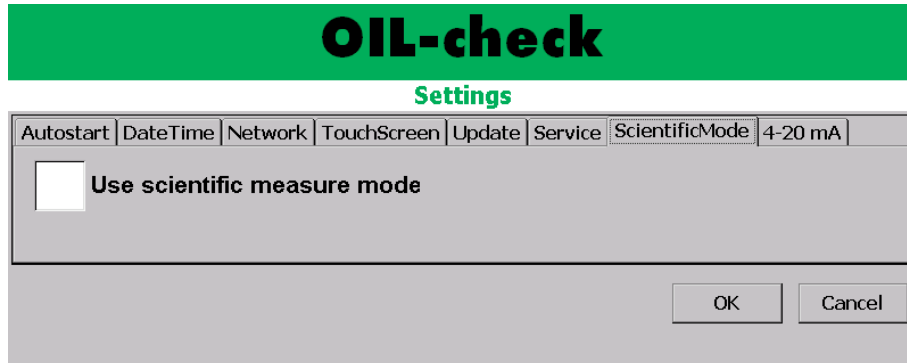 OIL-check
Settings
Autostart DateTime Network TouchScreen Update Service ScientificMode 4-20 mA
Use scientific measure mode
OK Cancel